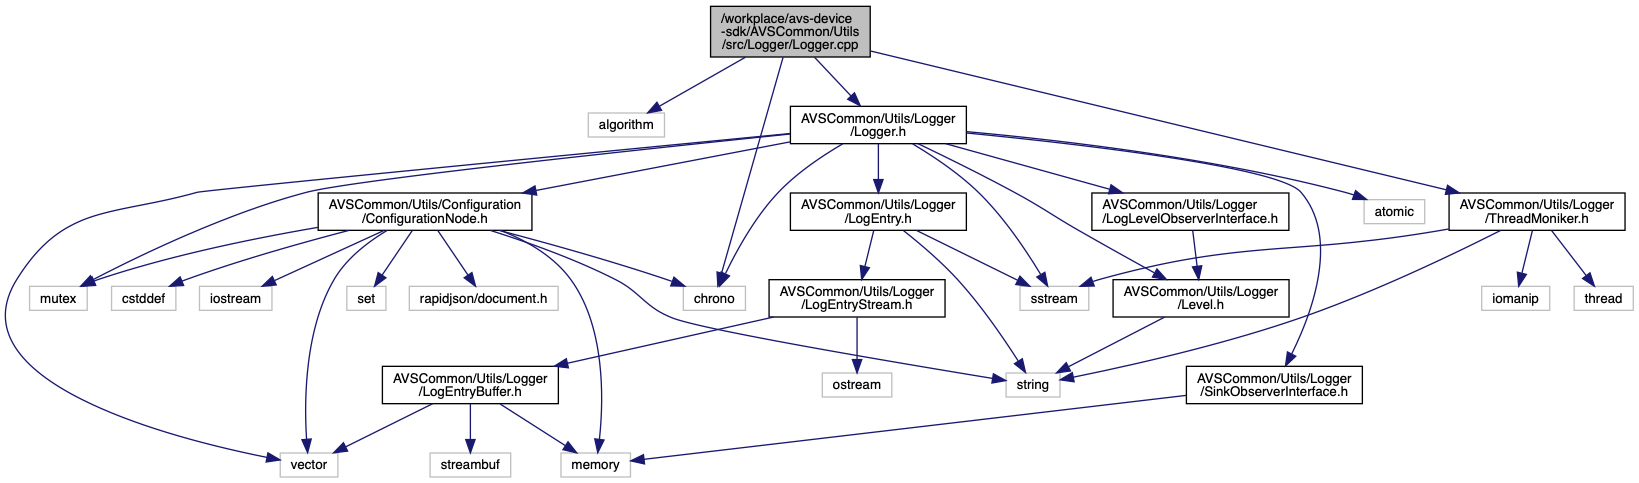 /workplace/avs-device
-sdk/AVSCommon/Utils
/src/Logger/Logger.cpp
algorithm
AVSCommon/Utils/Logger
/Logger.h
AVSCommon/Utils/Configuration
/ConfigurationNode.h
AVSCommon/Utils/Logger
/LogEntry.h
AVSCommon/Utils/Logger
/LogLevelObserverInterface.h
atomic
AVSCommon/Utils/Logger
/ThreadMoniker.h
mutex
cstddef
iostream
set
rapidjson/document.h
chrono
AVSCommon/Utils/Logger
/LogEntryStream.h
sstream
AVSCommon/Utils/Logger
/Level.h
iomanip
thread
AVSCommon/Utils/Logger
/LogEntryBuffer.h
ostream
string
AVSCommon/Utils/Logger
/SinkObserverInterface.h
vector
streambuf
memory